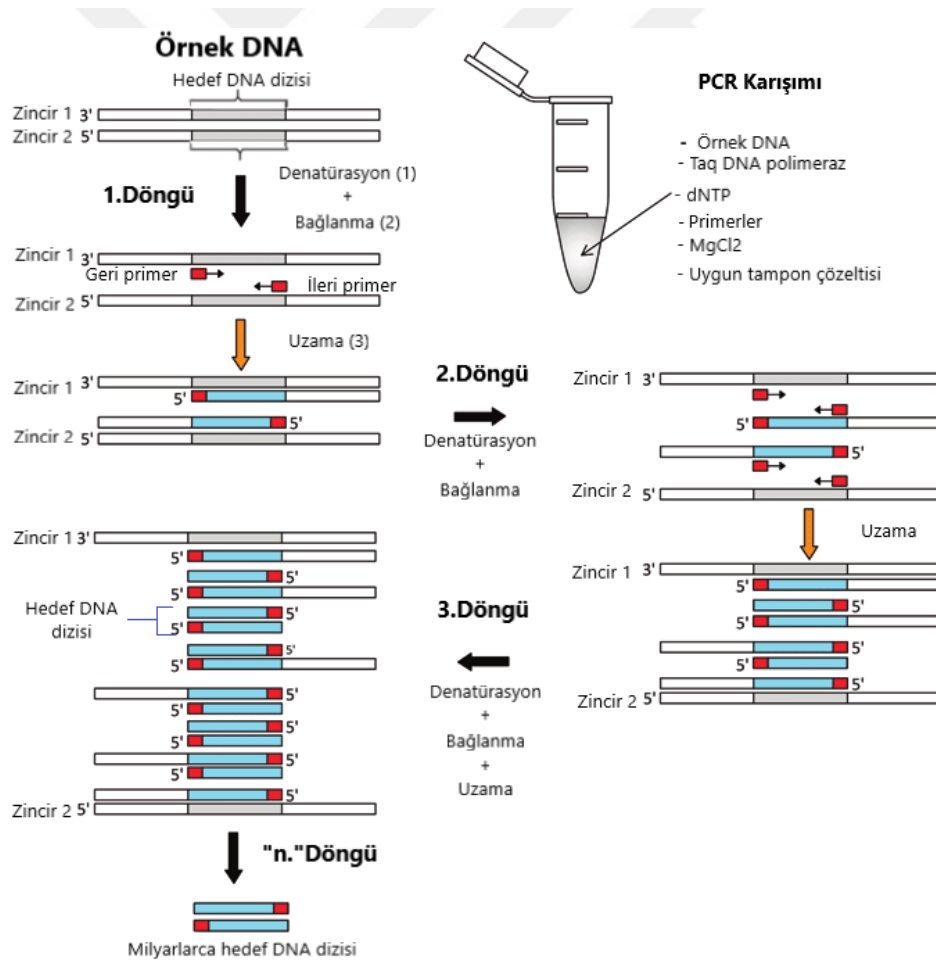 Örnek DNA
Hedef DNA dizisi
Zincir 1 3'
Zincir 2 5'
1.Döngü
Denatürasyon (1)
+
Bağlanma (2)
Zincir 1 3'
Geri primer
İleri primer
Zincir 2 5'
Uzama (3)
Zincir 1 3'
5'
5'
Zincir 2 5'
PCR Karışımı
- Örnek DNA
- Taq DNA polimeraz
- dNTP
- Primerler
- MgCl2
- Uygun tampon çözeltisi
2.Döngü
Denatürasyon
+
Bağlanma
Zincir 1 3'
5'
5'
Zincir 2 5'
Uzama
Zincir 1 3'
5'
5'
5'
5'
5'
5'
Zincir 2 5'
3.Döngü
Denatürasyon
+
Bağlanma
+
Uzama
Zincir 1 3'
5'
5'
5'
Hedef DNA
dizisi
5'
5'
5'
5'
5'
5'
5'
5'
5'
5'
5'
Zincir 2 5'
"n."Döngü
Milyarlarca hedef DNA dizisi